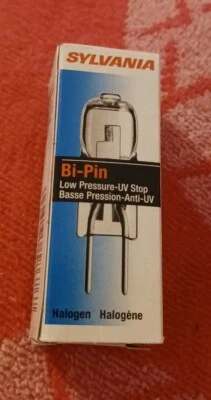 SYLVANIA
Bi-Pin
Low Pressure-UV Stop
Basse Pression-Anti-UV
Halogen Halogène